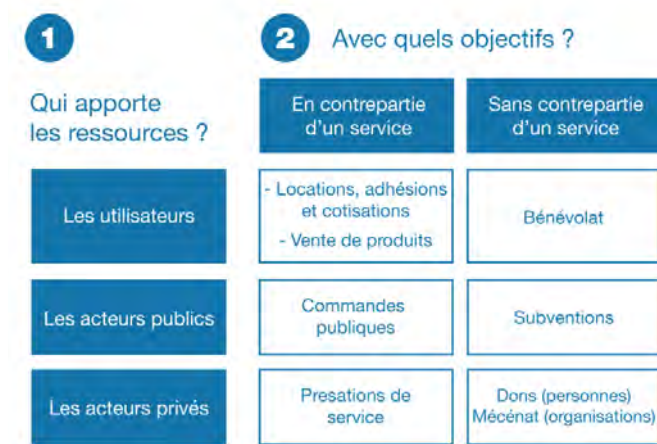 1
2 Avec quels objectifs ?
Qui apporte
les ressources ?
En contrepartie
d'un service
Sans contrepartie
d'un service
Les utilisateurs
- Locations, adhésions
et cotisations
- Vente de produits
Bénévolat
Les acteurs publics
Commandes
publiques
Subventions
Les acteurs privés
Presations de
service
Dons (personnes)
Mécénat (organisations)